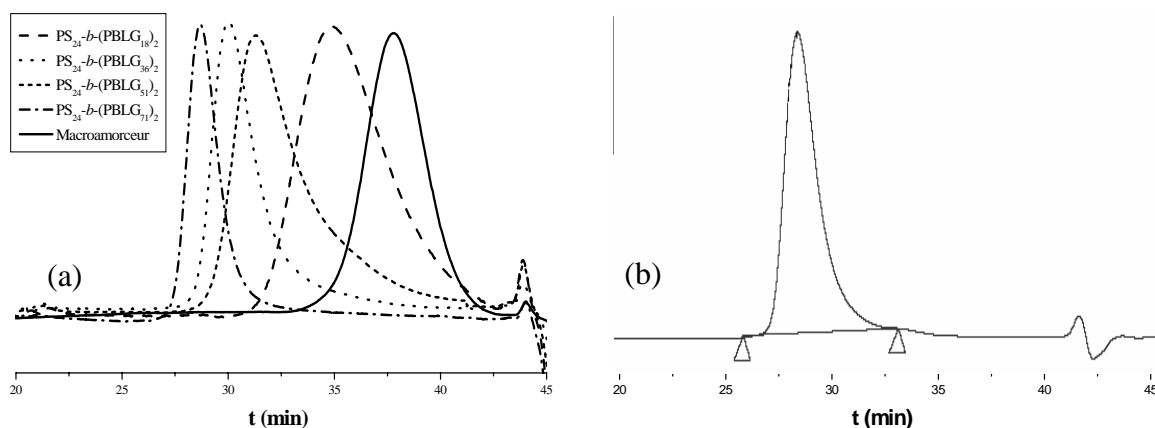 PS24-b-(PBLG18)2
PS24-b-(PBLG36)2
PS24-b-(PBLG51)2
PS24-b-(PBLG71)2
Macroamorceur
(a)
20 25 30 35 40 45
t (min)
(b)
20 25 30 35 40 45
t (min)